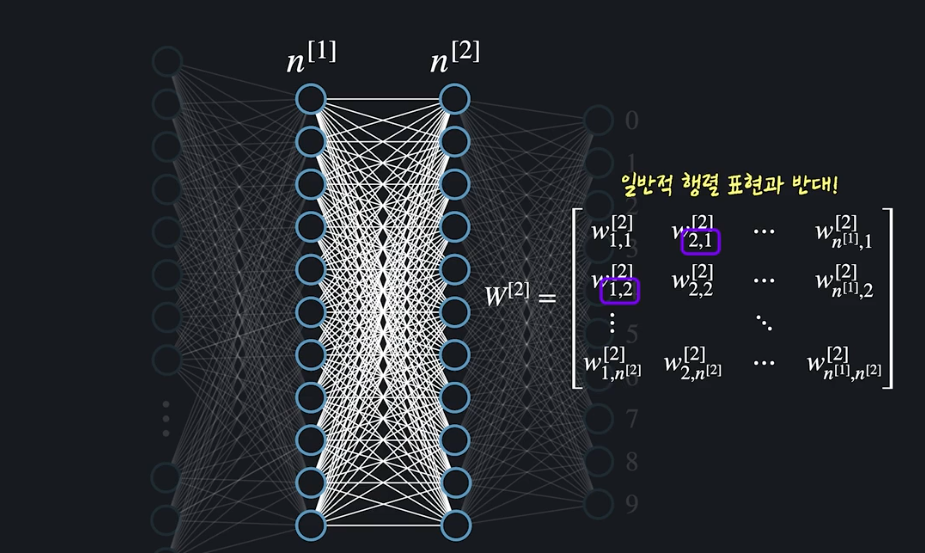 n^{[1]} n^{[2]}
0
1
일반적 행렬 표현과 반대!
W^{[2]} = \begin{bmatrix} w_{1,1}^{[2]} & w_{2,1}^{[2]} & \cdots & w_{n^{[1]},1}^{[2]} \\ w_{1,2}^{[2]} & w_{2,2}^{[2]} & \cdots & w_{n^{[1]},2}^{[2]} \\ \vdots & & \ddots & \\ w_{1,n^{[2]}}^{[2]} & w_{2,n^{[2]}}^{[2]} & \cdots & w_{n^{[1]},n^{[2]}}^{[2]} \end{bmatrix}
3
5
7
8
9